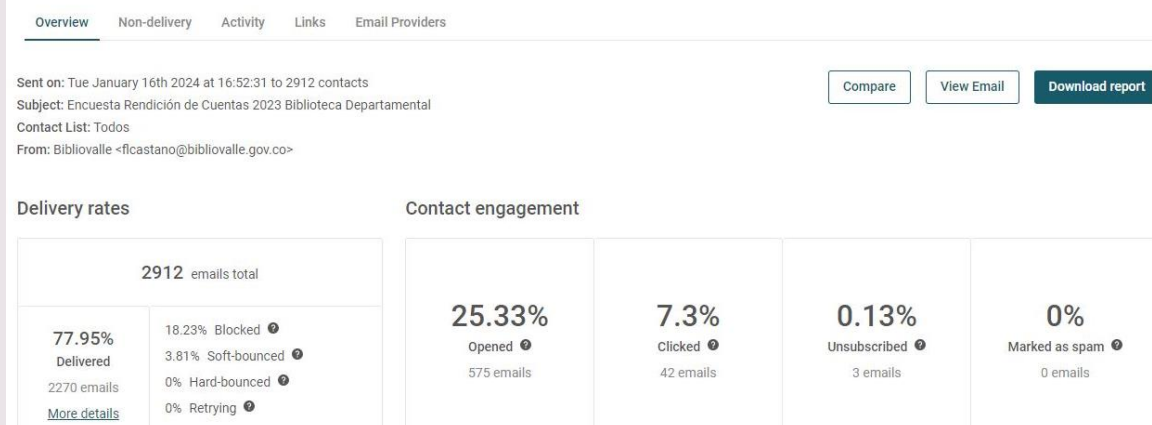 Overview Non-delivery Activity Links Email Providers
Sent on: Tue January 16th 2024 at 16:52:31 to 2912 contacts
Subject: Encuesta Rendición de Cuentas 2023 Biblioteca Departamental
Contact List: Todos
From: Bibliovalle <flcastano@bibliovalle.gov.co>
Compare View Email Download report
Delivery rates
2912 emails total
77.95%
Delivered
2270 emails
More details
18.23% Blocked
3.81% Soft-bounced
0% Hard-bounced
0% Retrying
Contact engagement
25.33%
Opened
575 emails
7.3%
Clicked
42 emails
0.13%
Unsubscribed
3 emails
0%
Marked as spam
0 emails